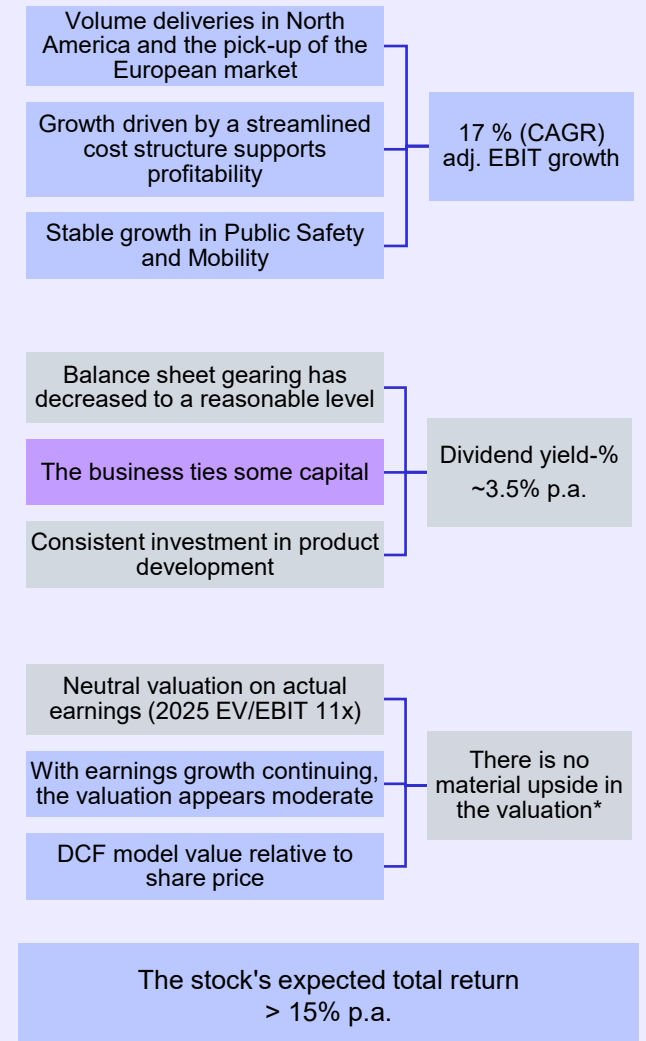 Volume deliveries in North
America and the pick-up of the
European market
Growth driven by a streamlined
cost structure supports
profitability
Stable growth in Public Safety
and Mobility
17 % (CAGR)
adj. EBIT growth
Balance sheet gearing has
decreased to a reasonable level
The business ties some capital
Consistent investment in product
development
Dividend yield-%
~3.5% p.a.
Neutral valuation on actual
earnings (2025 EV/EBIT 11x)
With earnings growth continuing,
the valuation appears moderate
DCF model value relative to
share price
There is no
material upside in
the valuation*
The stock's expected total return
> 15% p.a.